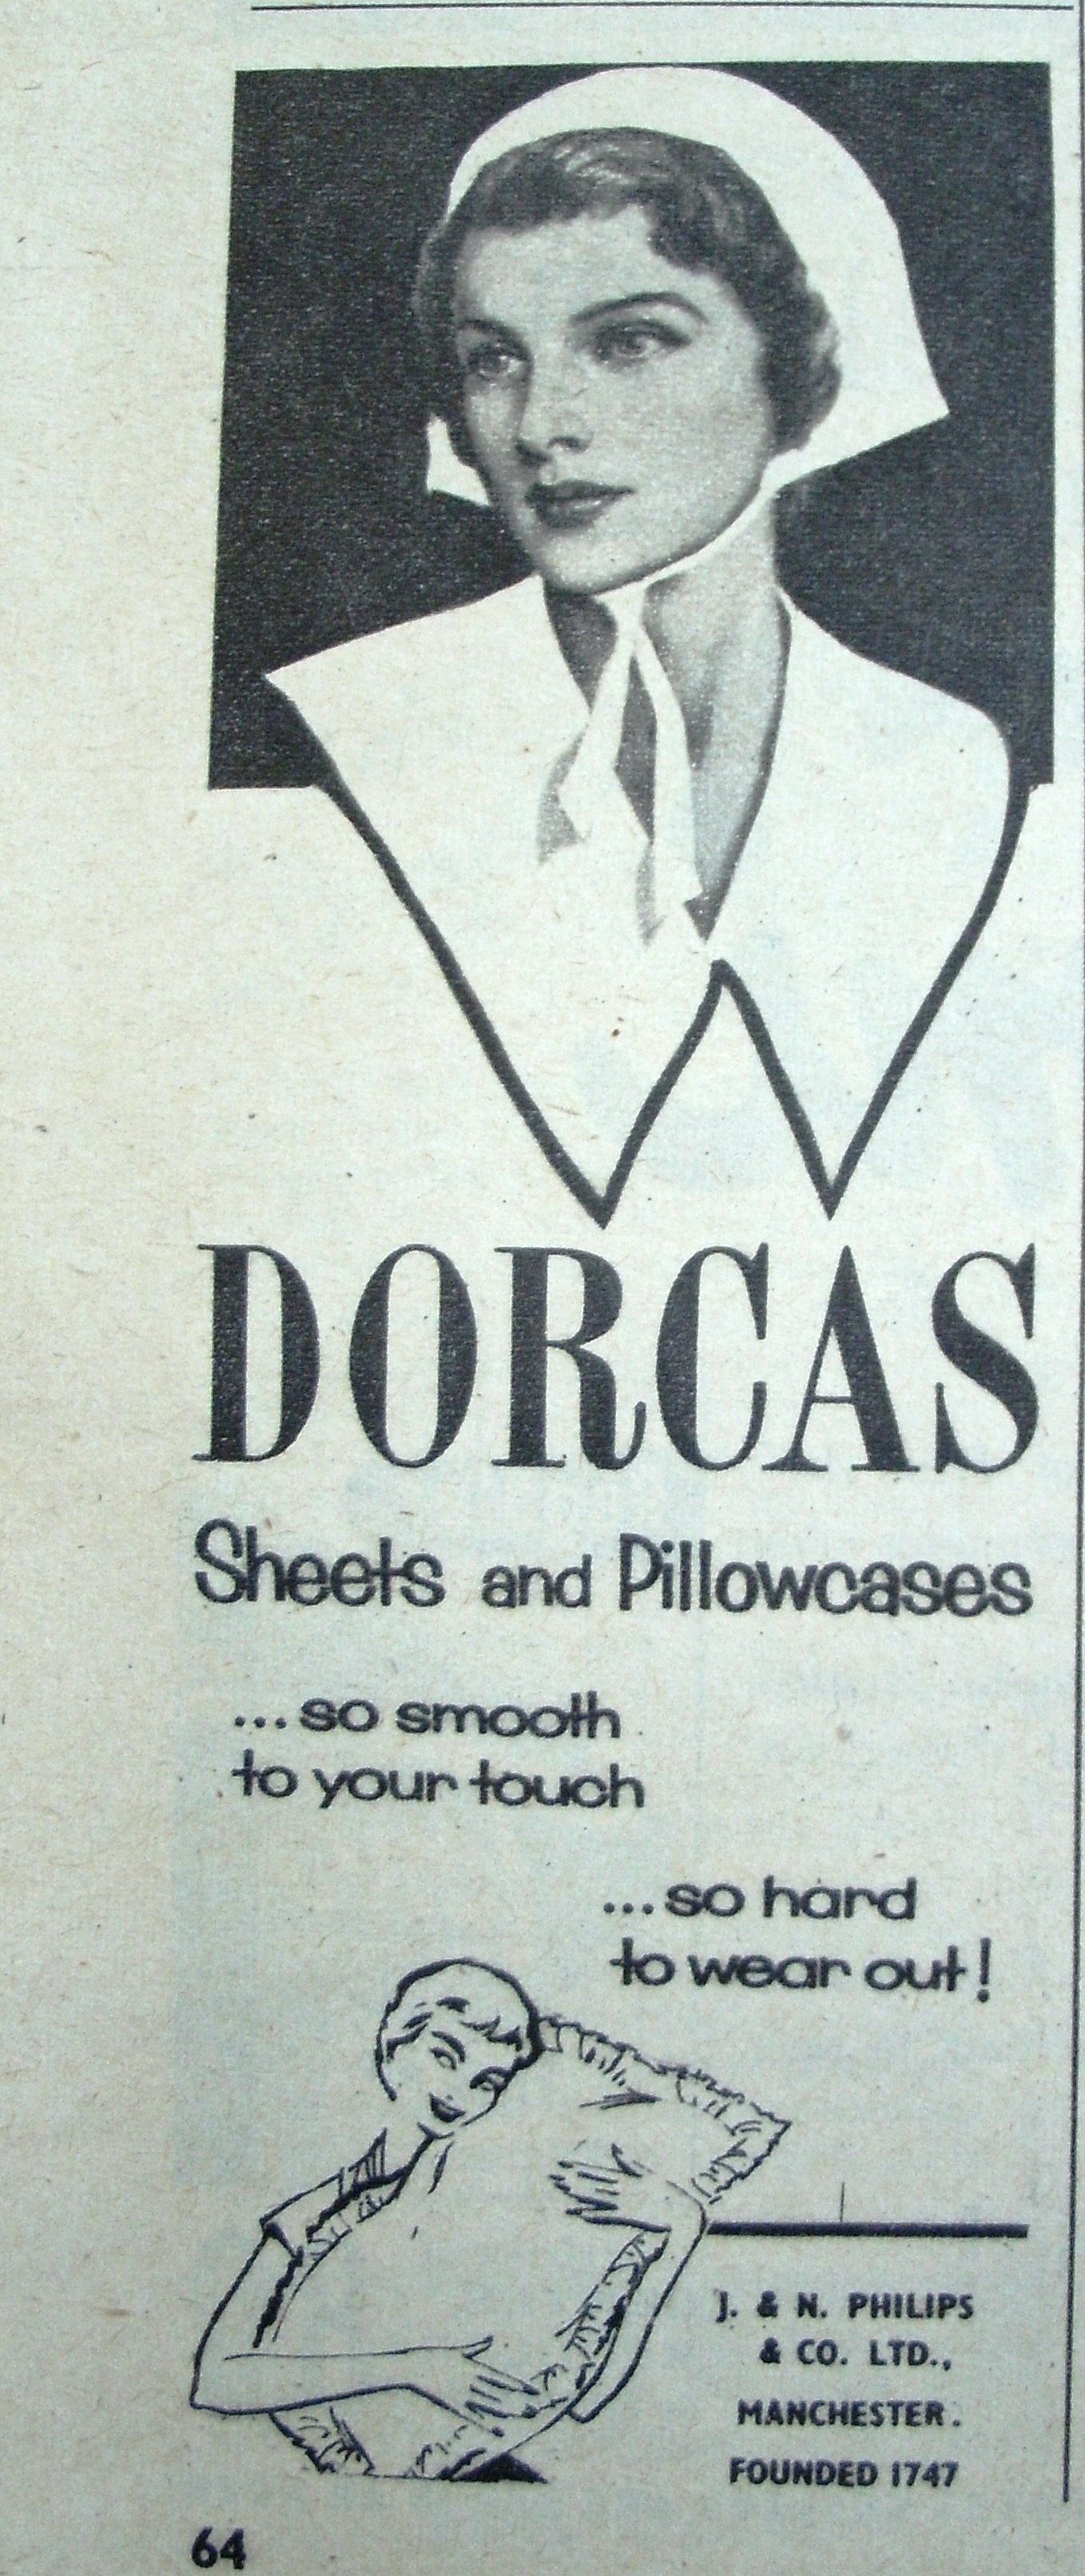 DORCAS
Sheets and Pillowcases
...so smooth
to your touch
...so hard
to wear out!
J. & N. PHILIPS
& CO. LTD.,
MANCHESTER.
FOUNDED 1747
64